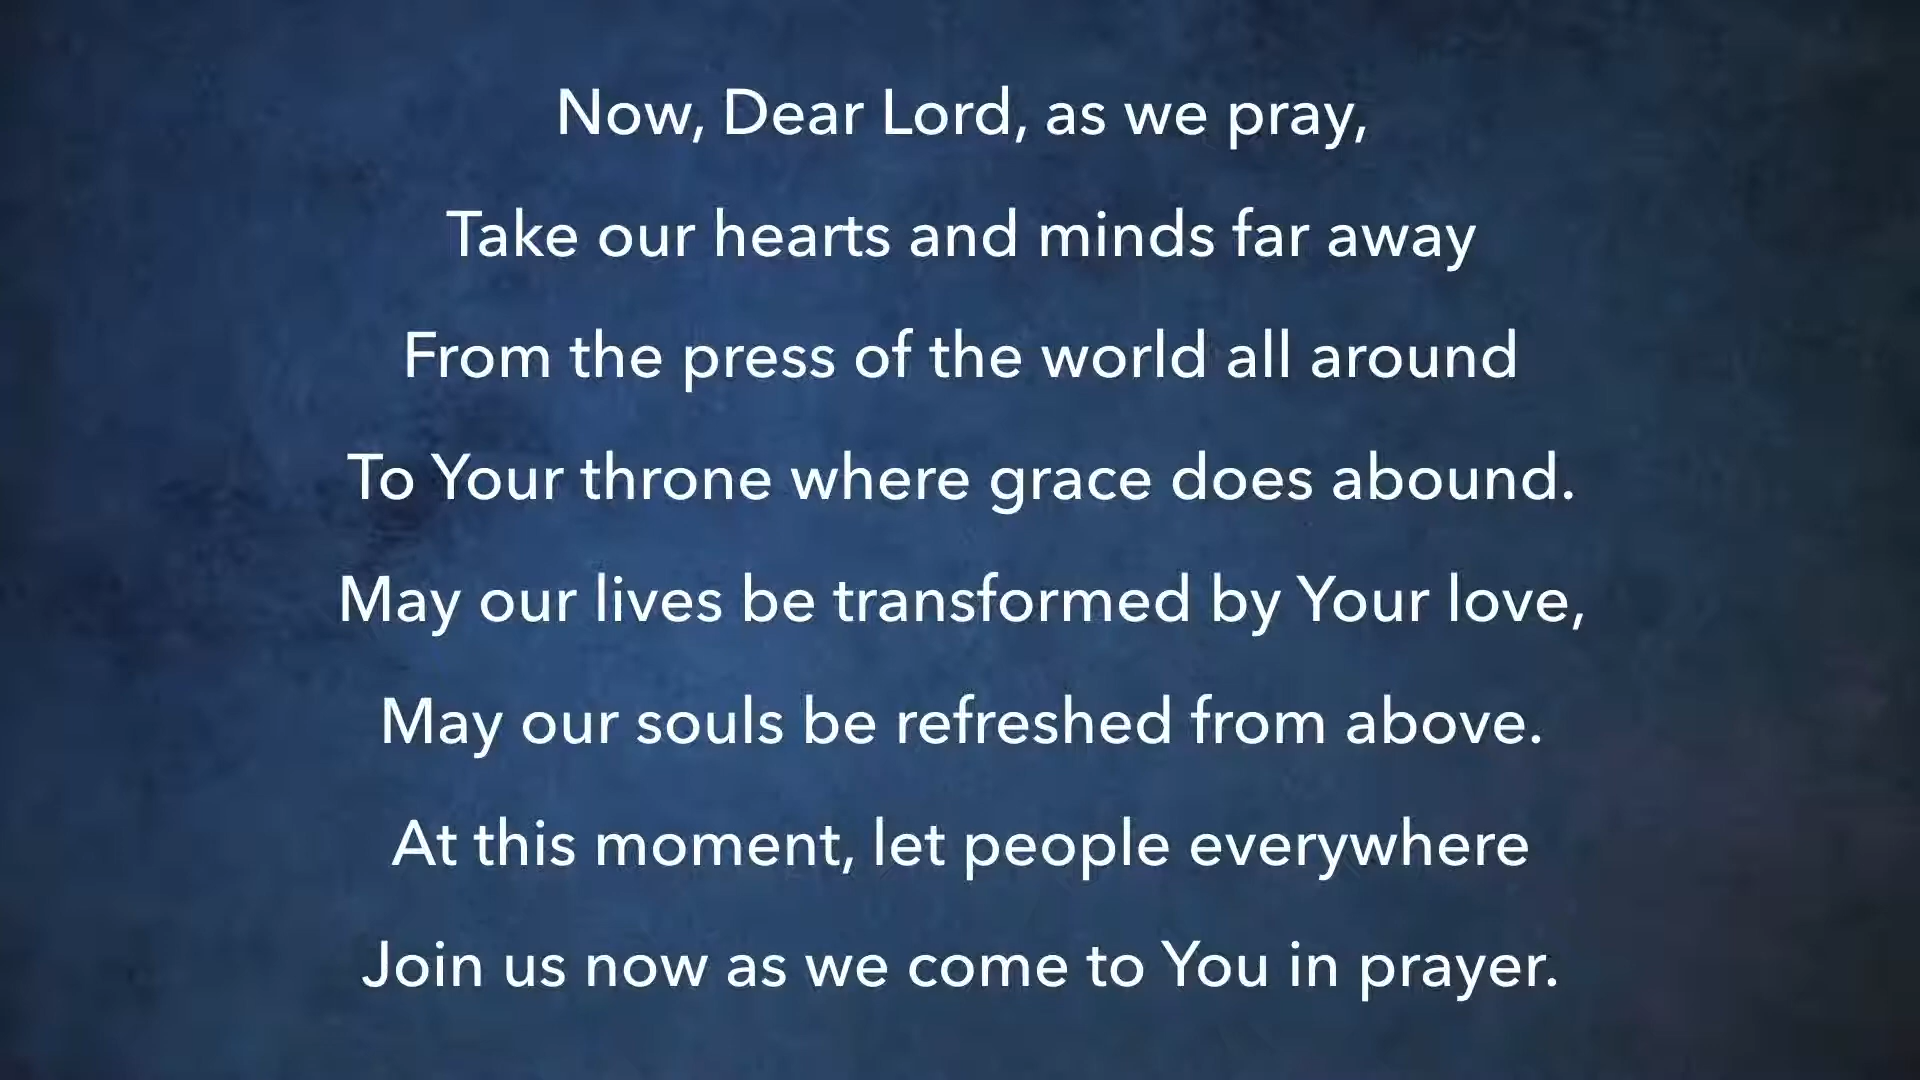 Now, Dear Lord, as we pray,
Take our hearts and minds far away
From the press of the world all around
To Your throne where grace does abound.
May our lives be transformed by Your love,
May our souls be refreshed from above.
At this moment, let people everywhere
Join us now as we come to You in prayer.